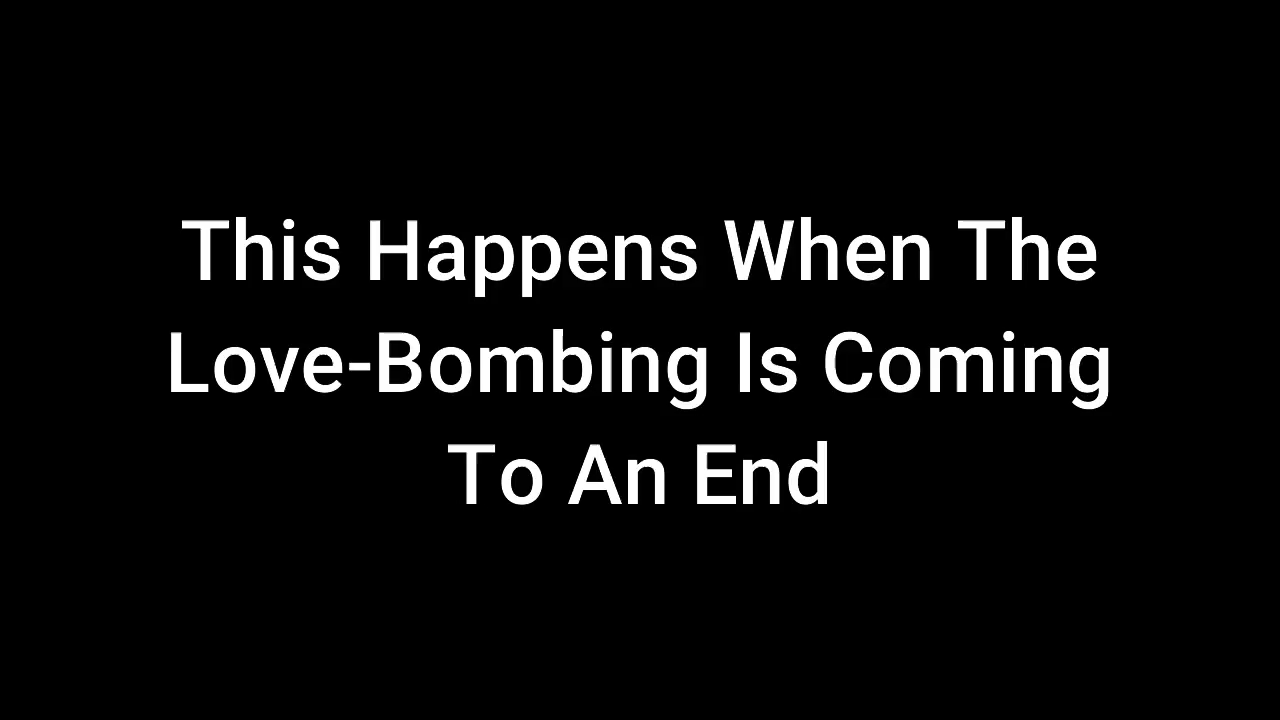 This Happens When The
Love-Bombing Is Coming
To An End